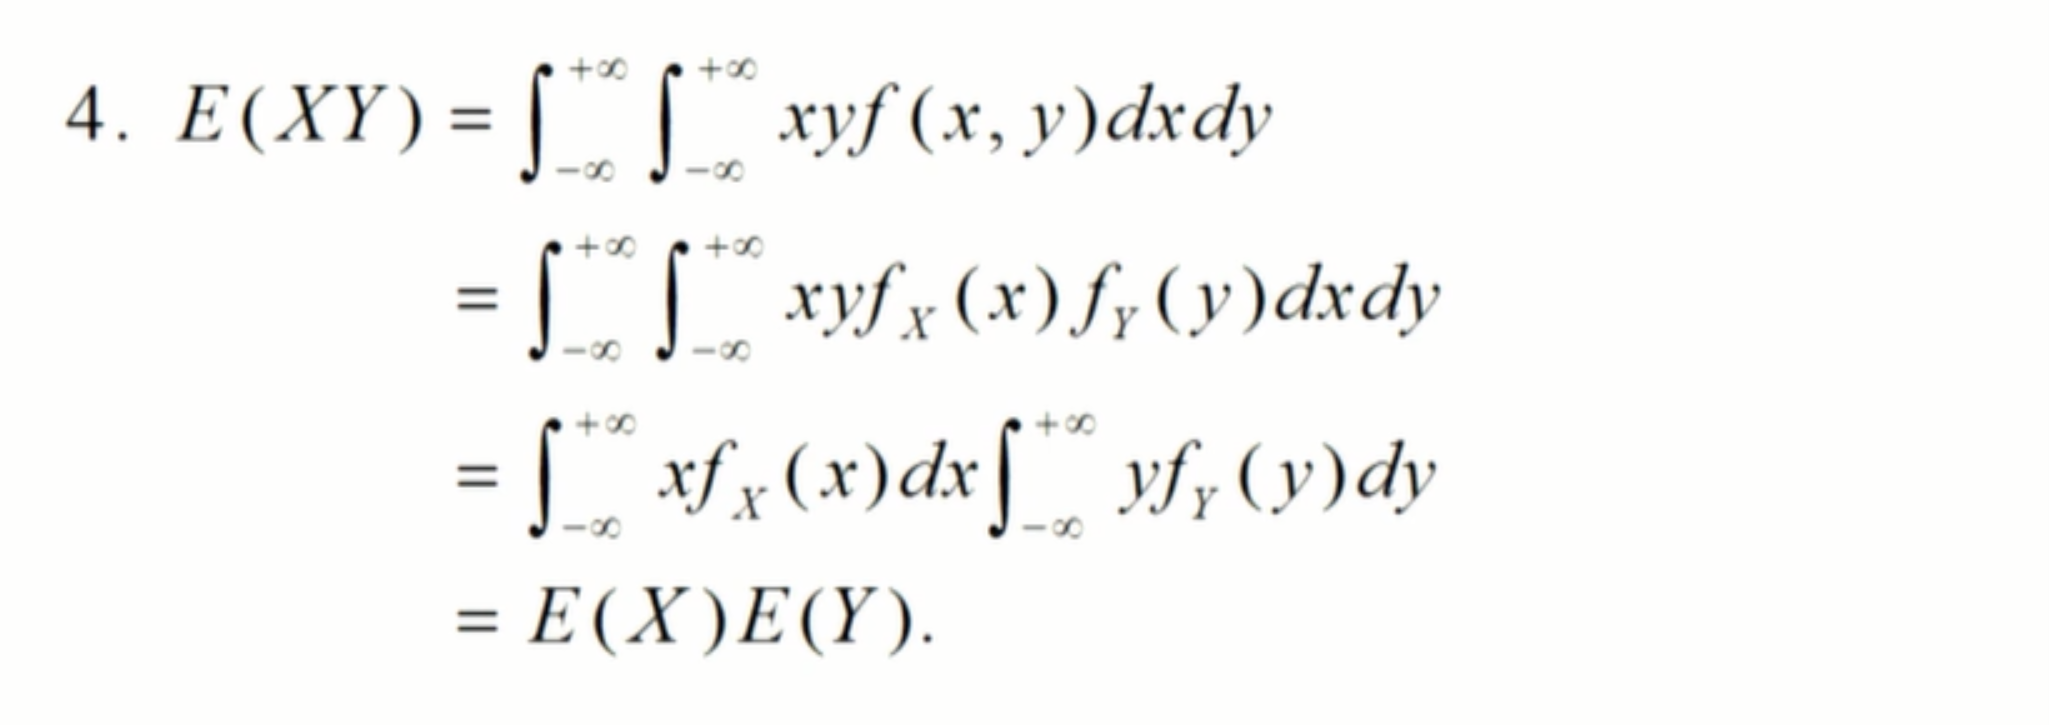 4. E(XY) = ∫_{-∞}^{+∞} ∫_{-∞}^{+∞} xyf(x, y)dxdy
= ∫_{-∞}^{+∞} ∫_{-∞}^{+∞} xyf_X(x)f_Y(y)dxdy
= ∫_{-∞}^{+∞} xf_X(x)dx∫_{-∞}^{+∞} yf_Y(y)dy
= E(X)E(Y).